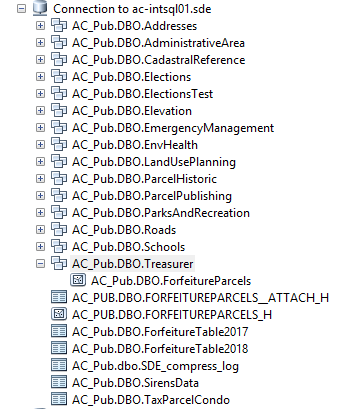 Connection to ac-intsql01.sde
AC_Pub.DBO.Addresses
AC_Pub.DBO.AdministrativeArea
AC_Pub.DBO.CadastralReference
AC_Pub.DBO.Elections
AC_Pub.DBO.ElectionsTest
AC_Pub.DBO.Elevation
AC_Pub.DBO.EmergencyManagement
AC_Pub.DBO.EnvHealth
AC_Pub.DBO.LandUsePlanning
AC_Pub.DBO.ParcelHistoric
AC_Pub.DBO.ParcelPublishing
AC_Pub.DBO.ParksAndRecreation
AC_Pub.DBO.Roads
AC_Pub.DBO.Schools
AC_Pub.DBO.Treasurer
AC_Pub.DBO.ForfeitureParcels
AC_PUB.DBO.FORFEITUREPARCELS__ATTACH_H
AC_PUB.DBO.FORFEITUREPARCELS_H
AC_Pub.DBO.ForfeitureTable2017
AC_Pub.DBO.ForfeitureTable2018
AC_Pub.dbo.SDE_compress_log
AC_Pub.DBO.SirensData
AC_Pub.DBO.TaxParcelCondo